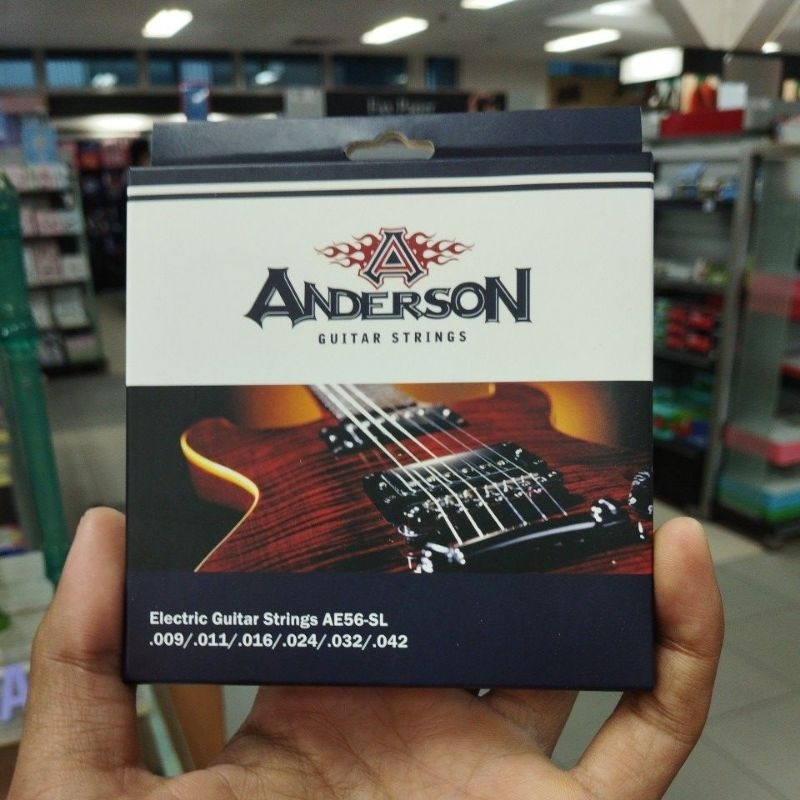 A
ANDERSON
GUITAR STRINGS
Electric Guitar Strings AE56-SL
.009/.011/.016/.024/.032/.042